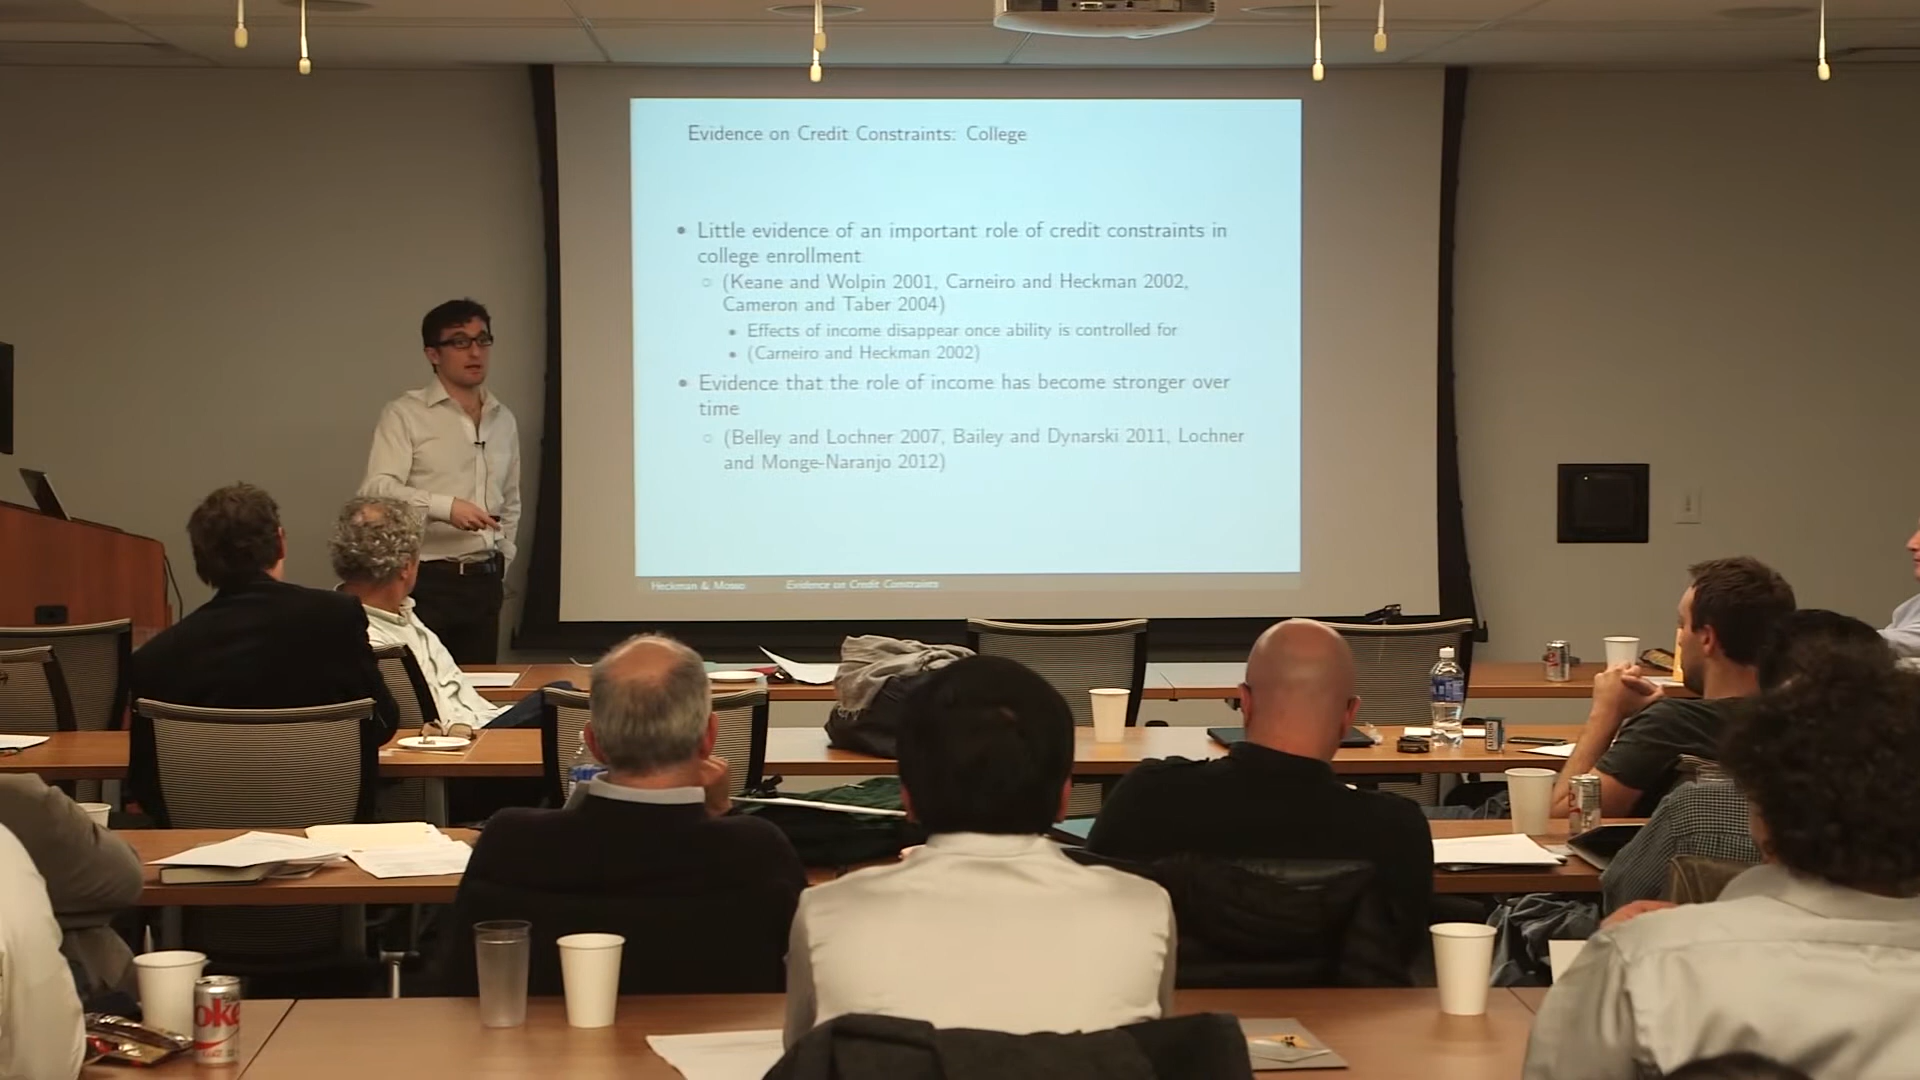 Evidence on Credit Constraints: College
• Little evidence of an important role of credit constraints in
college enrollment
○ (Keane and Wolpin 2001, Carneiro and Heckman 2002,
Cameron and Taber 2004)
• Effects of income disappear once ability is controlled for
• (Carneiro and Heckman 2002)
• Evidence that the role of income has become stronger over
time
○ (Belley and Lochner 2007, Bailey and Dynarski 2011, Lochner
and Monge-Naranjo 2012)
Heckman & Mosso Evidence on Credit Constraints
oke